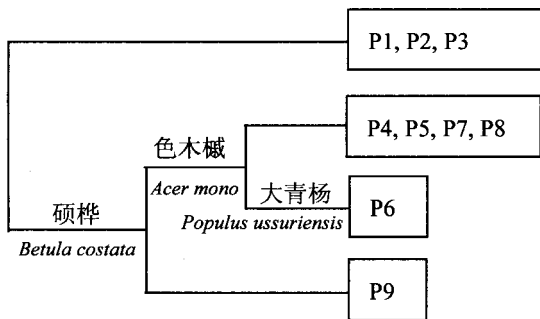 P1, P2, P3
P4, P5, P7, P8
色木槭
Acer mono
大青杨
Populus ussuriensis
P6
硕桦
Betula costata
P9